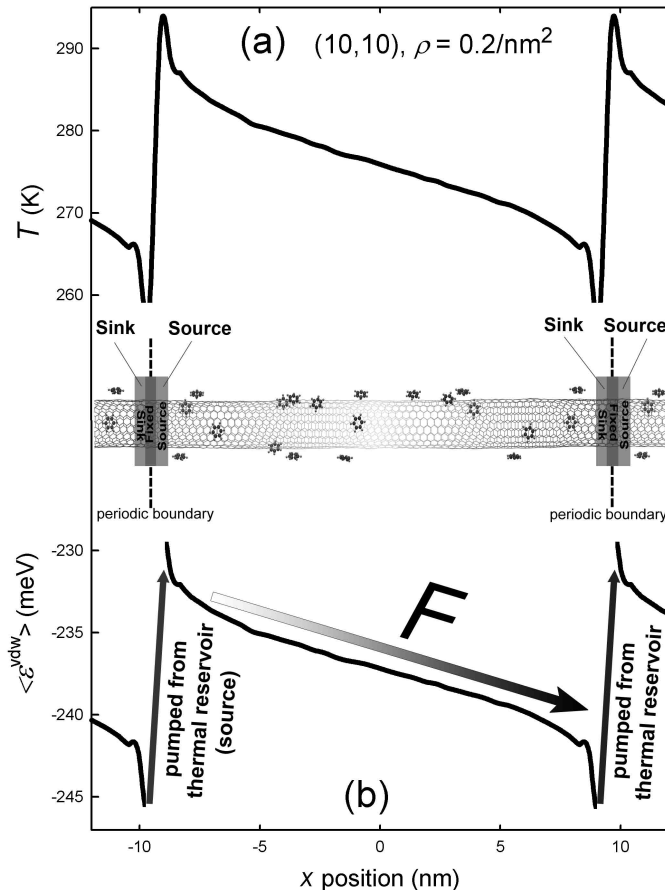 (a) (10,10), ρ = 0.2/nm²
T (K)
290
280
270
260
Sink Source
Sink Source
Sink Fixed Source
Sink Fixed Source
periodic boundary
periodic boundary
(b)
<ε^vdw> (meV)
-230
-235
-240
-245
F
pumped from
thermal reservoir
(source)
pumped from
thermal reservoir
-10 -5 0 5 10
x position (nm)